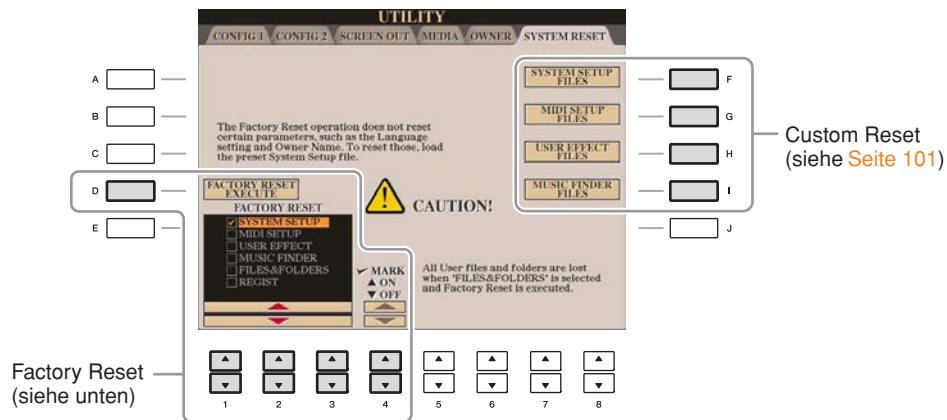 UTILITY
CONFIG 1 CONFIG 2 SCREEN OUT MEDIA OWNER SYSTEM RESET
A
B
C
D
E
The Factory Reset operation does not reset
certain parameters, such as the Language
setting and Owner Name. To reset those, load
the preset System Setup file.
SYSTEM SETUP
FILES
MIDI SETUP
FILES
USER EFFECT
FILES
MUSIC FINDER
FILES
F
G
H
I
J
Custom Reset
(siehe Seite 101)
FACTORY RESET
EXECUTE
FACTORY RESET
SYSTEM SETUP
MIDI SETUP
USER EFFECT
MUSIC FINDER
FILES&FOLDERS
REGIST
CAUTION!
MARK
▲ ON
▼ OFF
All User files and folders are lost
when "FILES&FOLDERS" is selected
and Factory Reset is executed.
Factory Reset
(siehe unten)
1 2 3 4 5 6 7 8